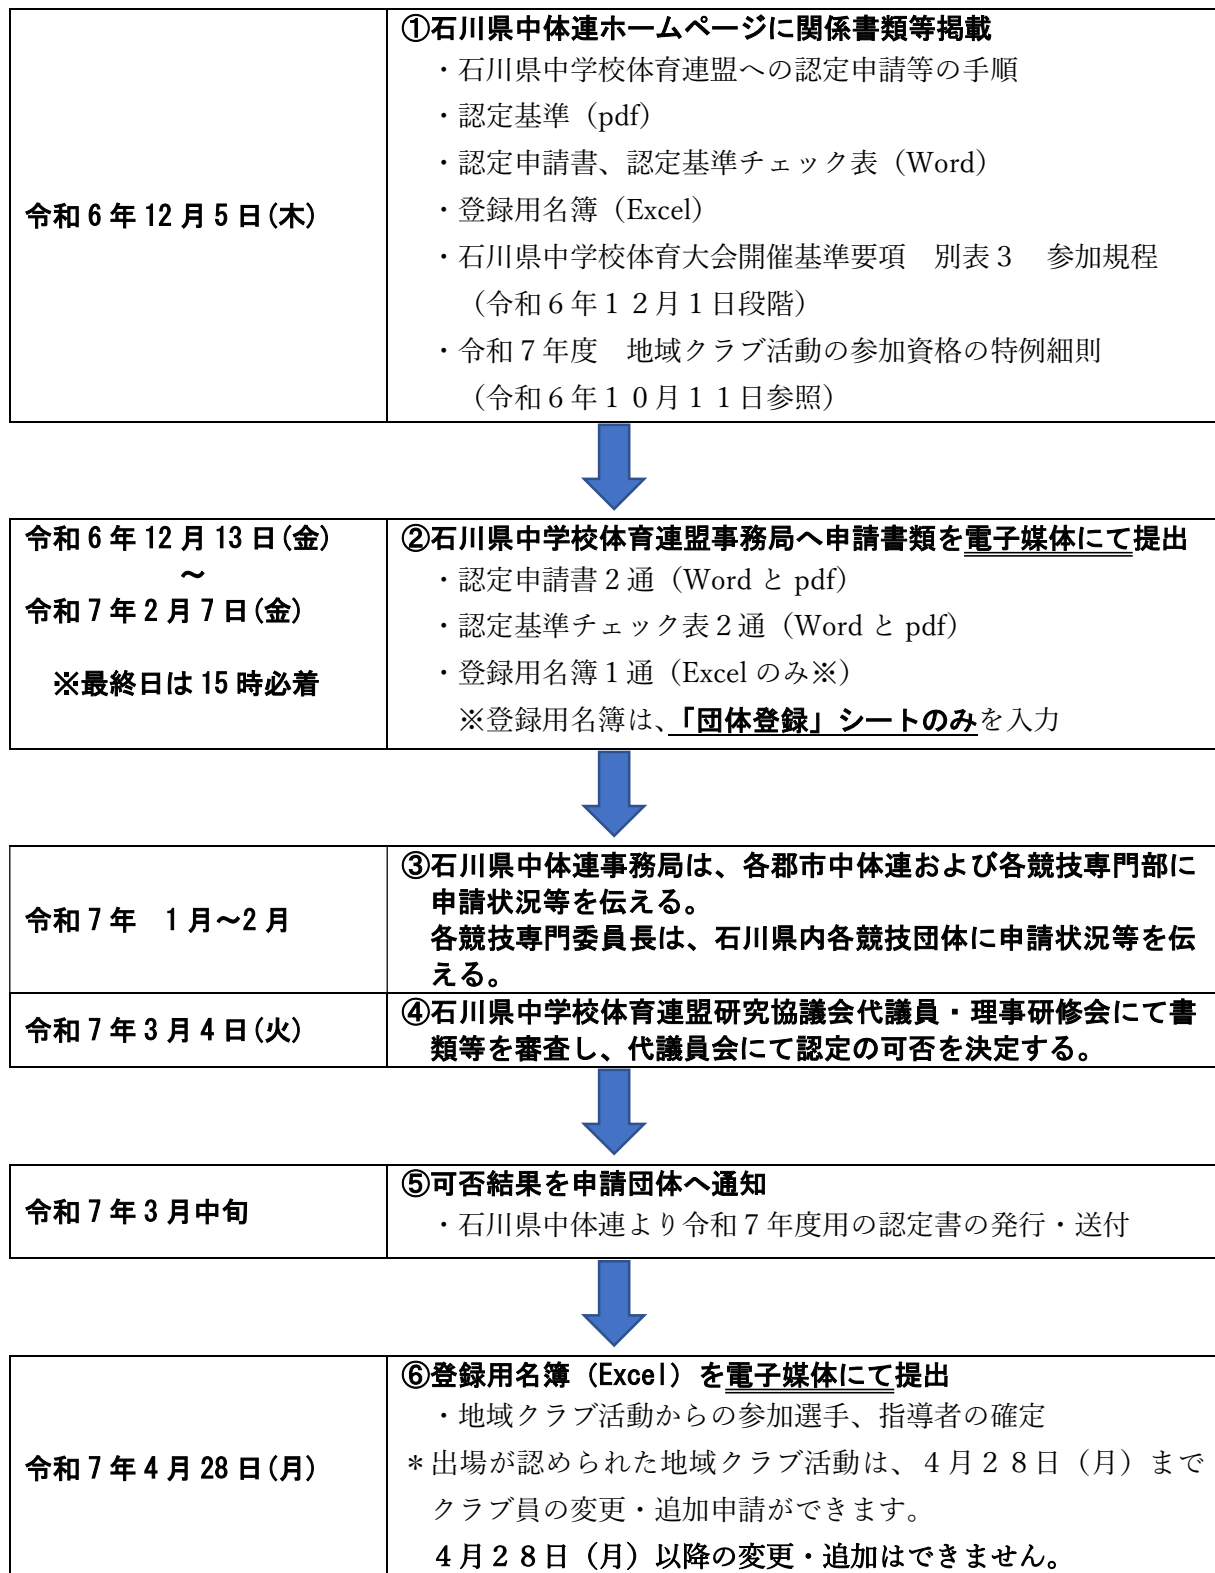 ①石川県中体連ホームページに関係書類等掲載
・石川県中学校体育連盟への認定申請等の手順
・認定基準（pdf）
・認定申請書、認定基準チェック表（Word）
令和6年12月5日(木)
・登録用名簿（Excel）
・石川県中学校体育大会開催基準要項　別表３　参加規程
（令和６年１２月１日段階）
・令和７年度　地域クラブ活動の参加資格の特例細則
（令和６年１０月１１日参照）
令和6年12月13日(金)
～
令和7年2月7日(金)
※最終日は15時必着
②石川県中学校体育連盟事務局へ申請書類を電子媒体にて提出
・認定申請書２通（Wordとpdf）
・認定基準チェック表２通（Wordとpdf）
・登録用名簿１通（Excelのみ※）
※登録用名簿は、「団体登録」シートのみを入力
令和7年　1月～2月
③石川県中体連事務局は、各郡市中体連および各競技専門部に
申請状況等を伝える。
各競技専門委員長は、石川県内各競技団体に申請状況等を伝
える。
令和7年3月4日(火)
④石川県中学校体育連盟研究協議会代議員・理事研修会にて書
類等を審査し、代議員会にて認定の可否を決定する。
令和7年3月中旬
⑤可否結果を申請団体へ通知
・石川県中体連より令和７年度用の認定書の発行・送付
令和7年4月28日(月)
⑥登録用名簿（Excel）を電子媒体にて提出
・地域クラブ活動からの参加選手、指導者の確定
＊出場が認められた地域クラブ活動は、４月２８日（月）まで
クラブ員の変更・追加申請ができます。
４月２８日（月）以降の変更・追加はできません。